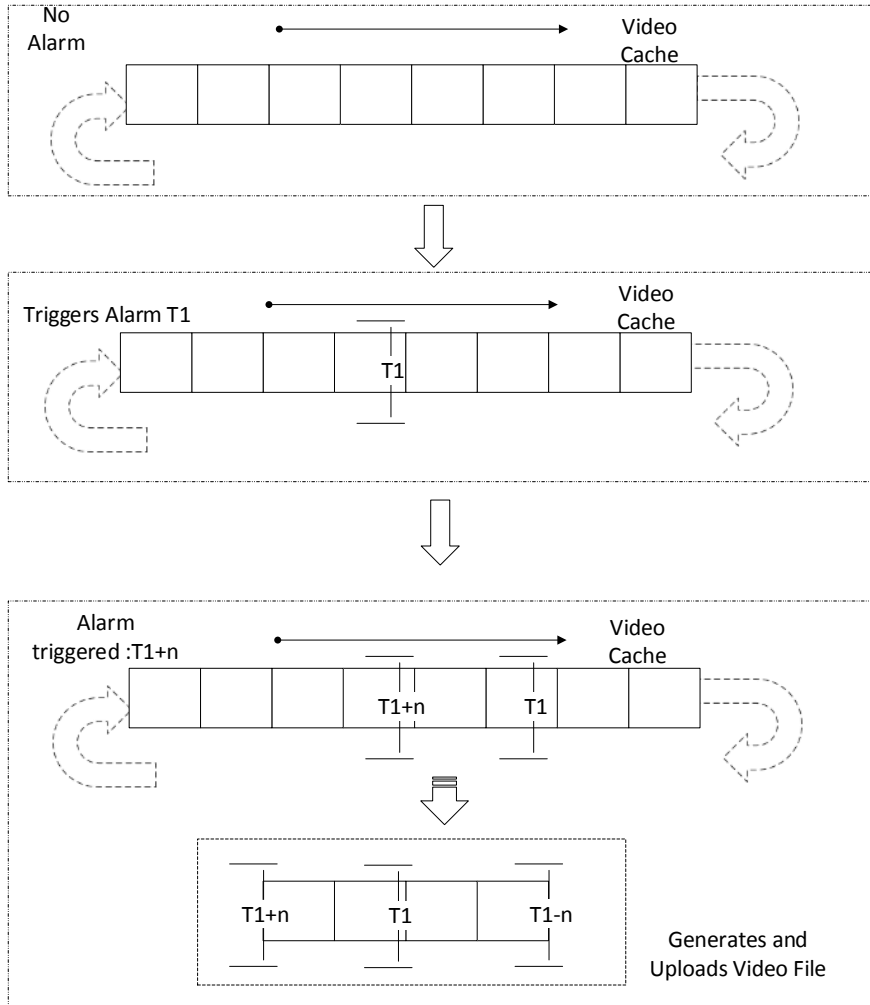 No
Alarm
Video
Cache
Triggers Alarm T1
Video
Cache
T1
Alarm
triggered :T1+n
Video
Cache
T1+n
T1
T1+n
T1
T1-n
Generates and
Uploads Video File